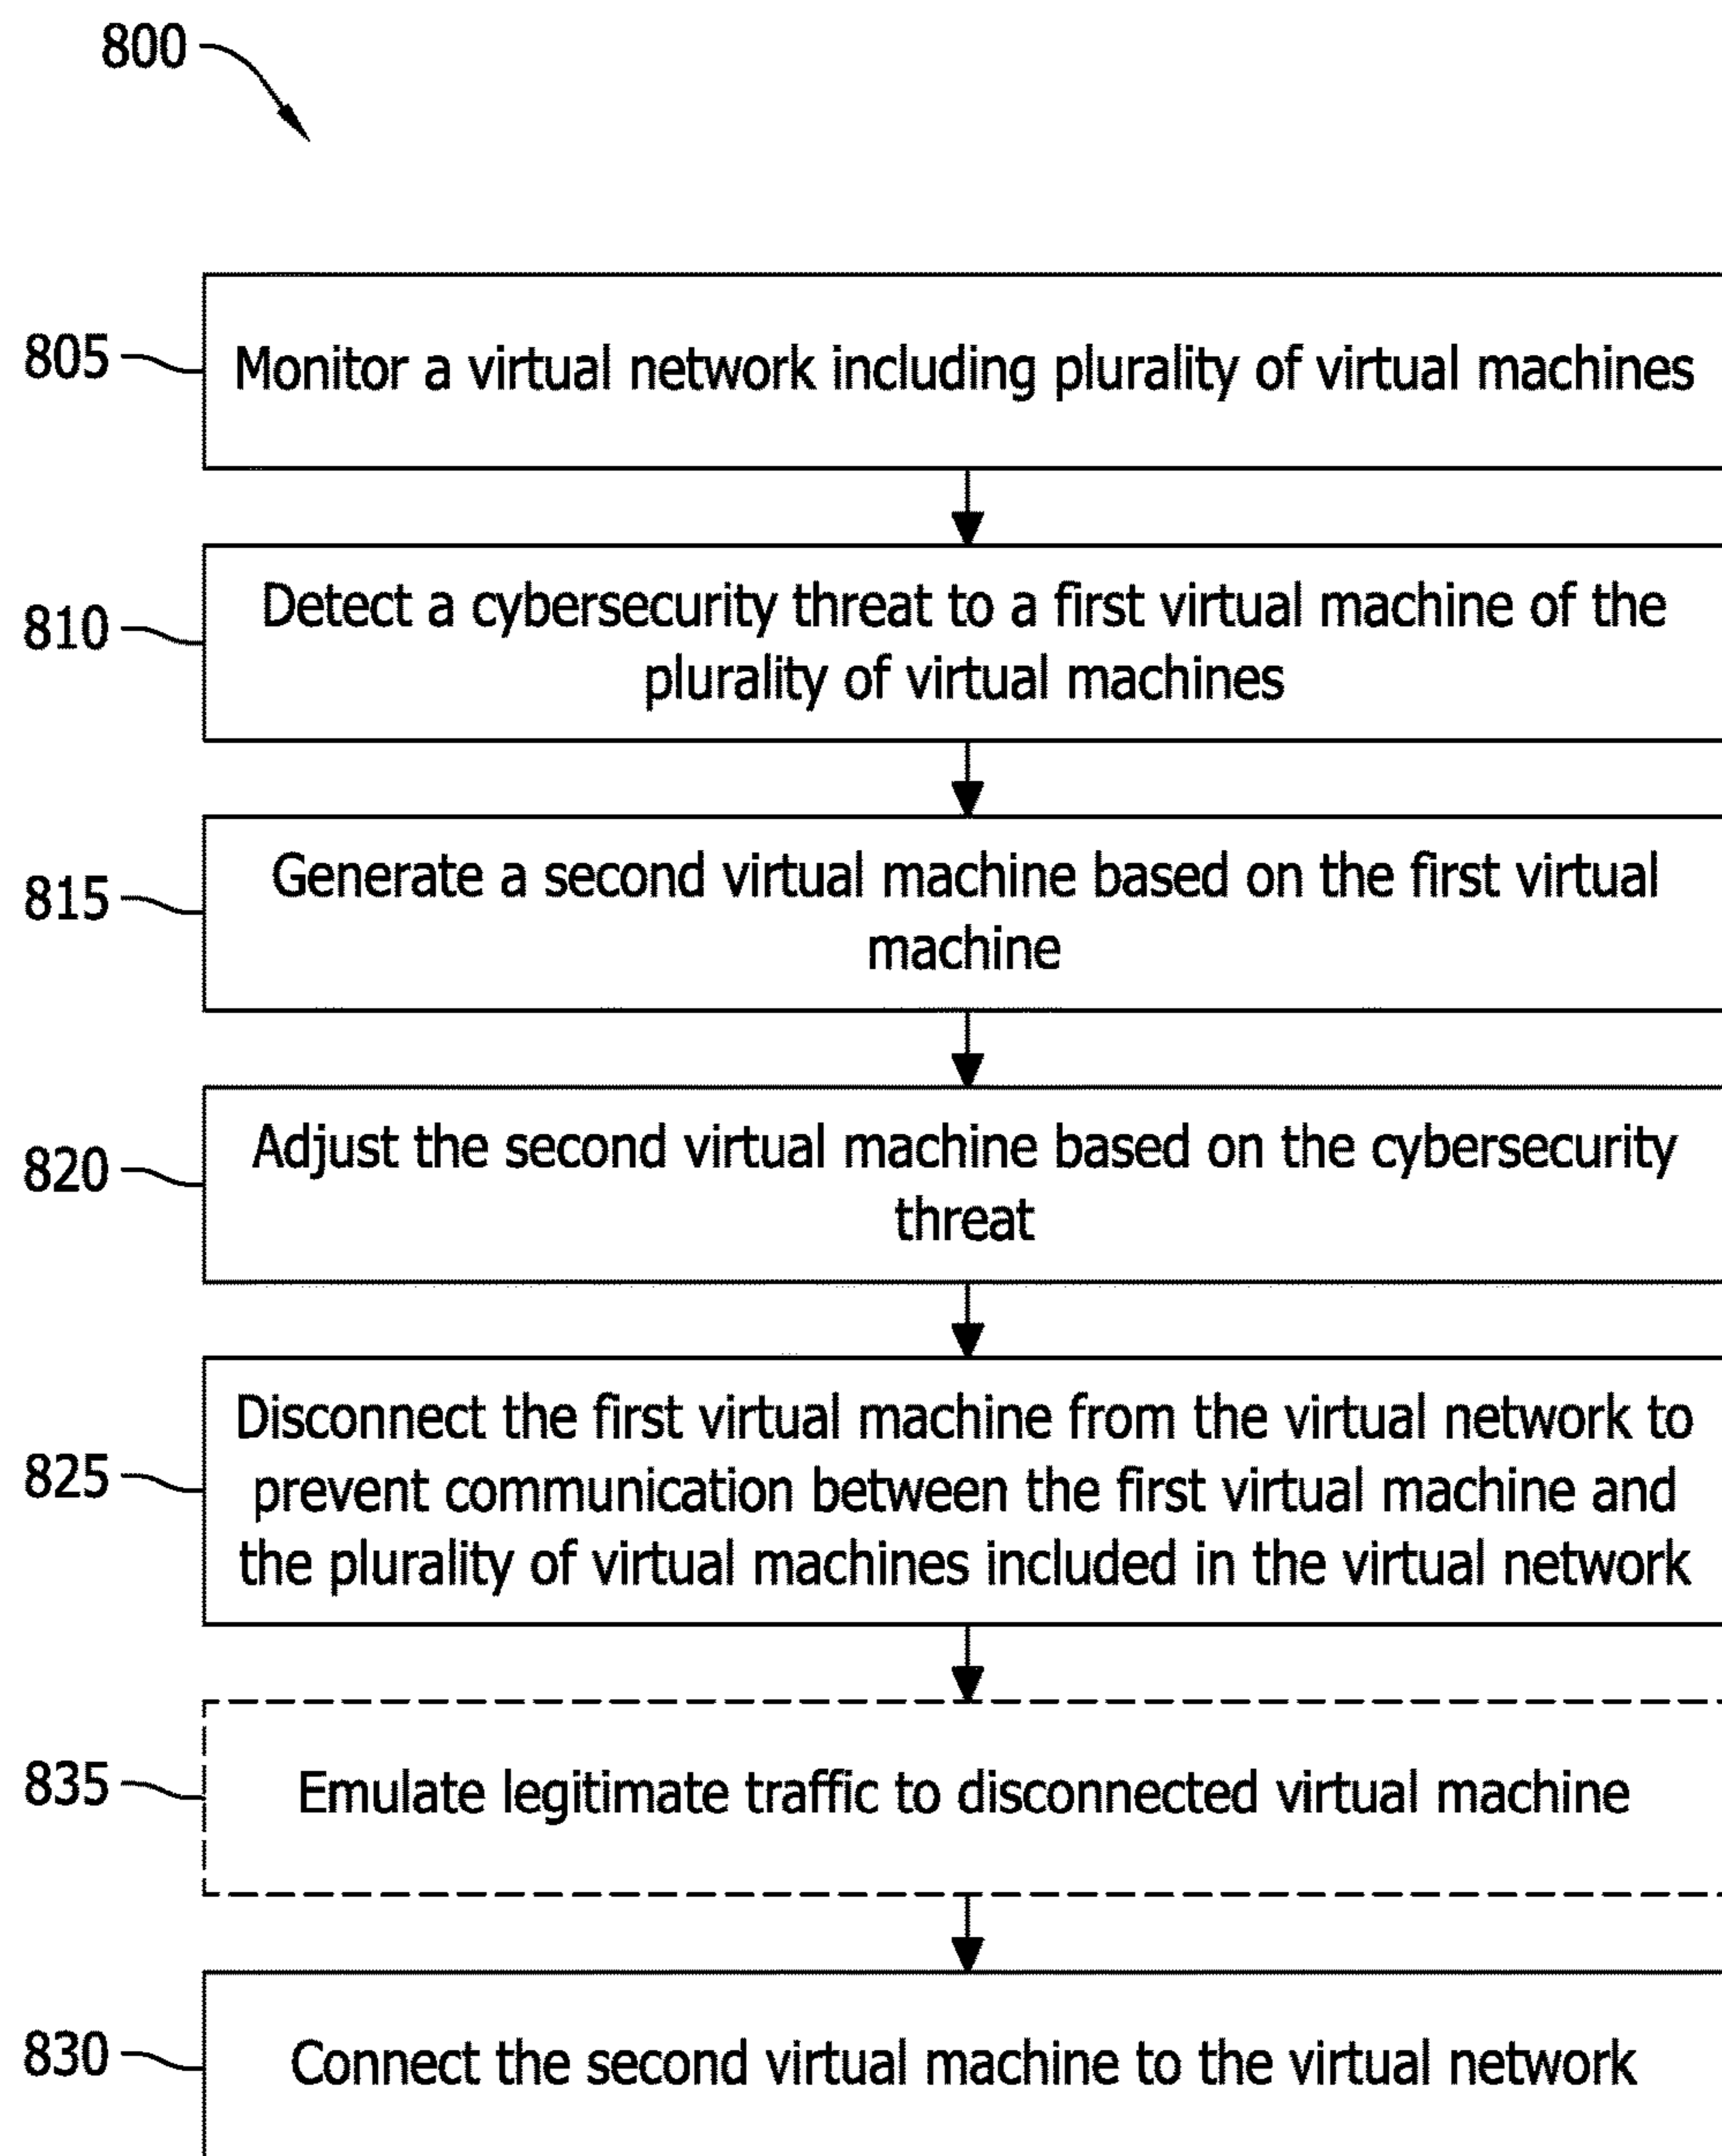 800
805
Monitor a virtual network including plurality of virtual machines
810
Detect a cybersecurity threat to a first virtual machine of the
plurality of virtual machines
815
Generate a second virtual machine based on the first virtual
machine
820
Adjust the second virtual machine based on the cybersecurity
threat
825
Disconnect the first virtual machine from the virtual network to
prevent communication between the first virtual machine and
the plurality of virtual machines included in the virtual network
835
Emulate legitimate traffic to disconnected virtual machine
830
Connect the second virtual machine to the virtual network